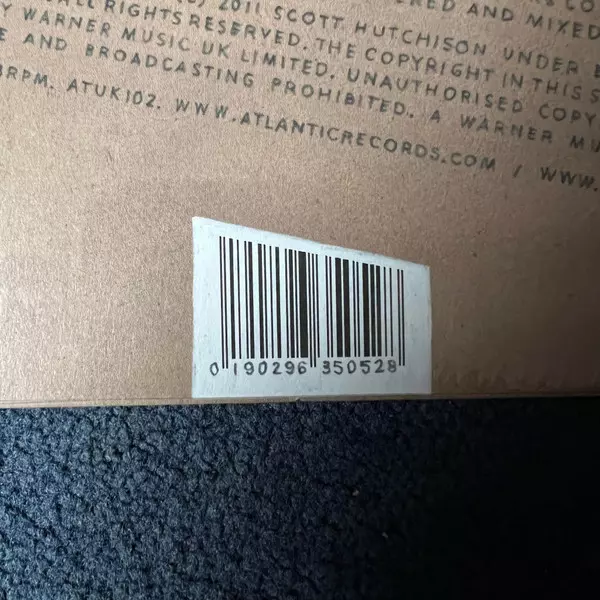 2011 SCOTT HUTCHISON UNDER
ALL RIGHTS RESERVED. THE COPYRIGHT IN THIS
WARNER MUSIC UK LIMITED. UNAUTHORISED COPY
AND BROADCASTING PROHIBITED. A WARNER
RPM. ATUK102. WWW.ATLANTICRECORDS.COM / WWW.
0 190296 350528